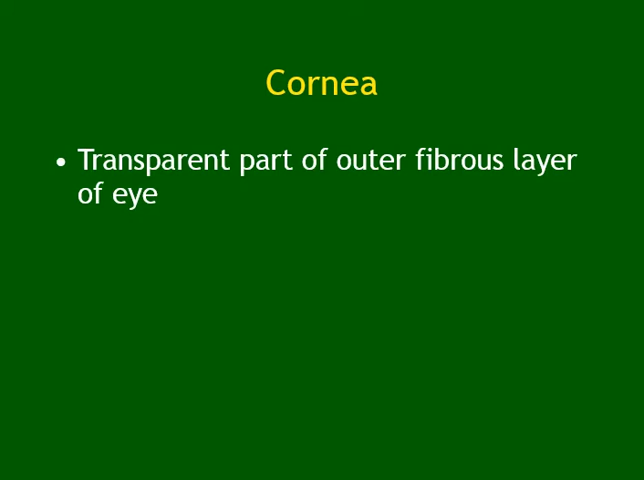 Cornea
• Transparent part of outer fibrous layer
of eye